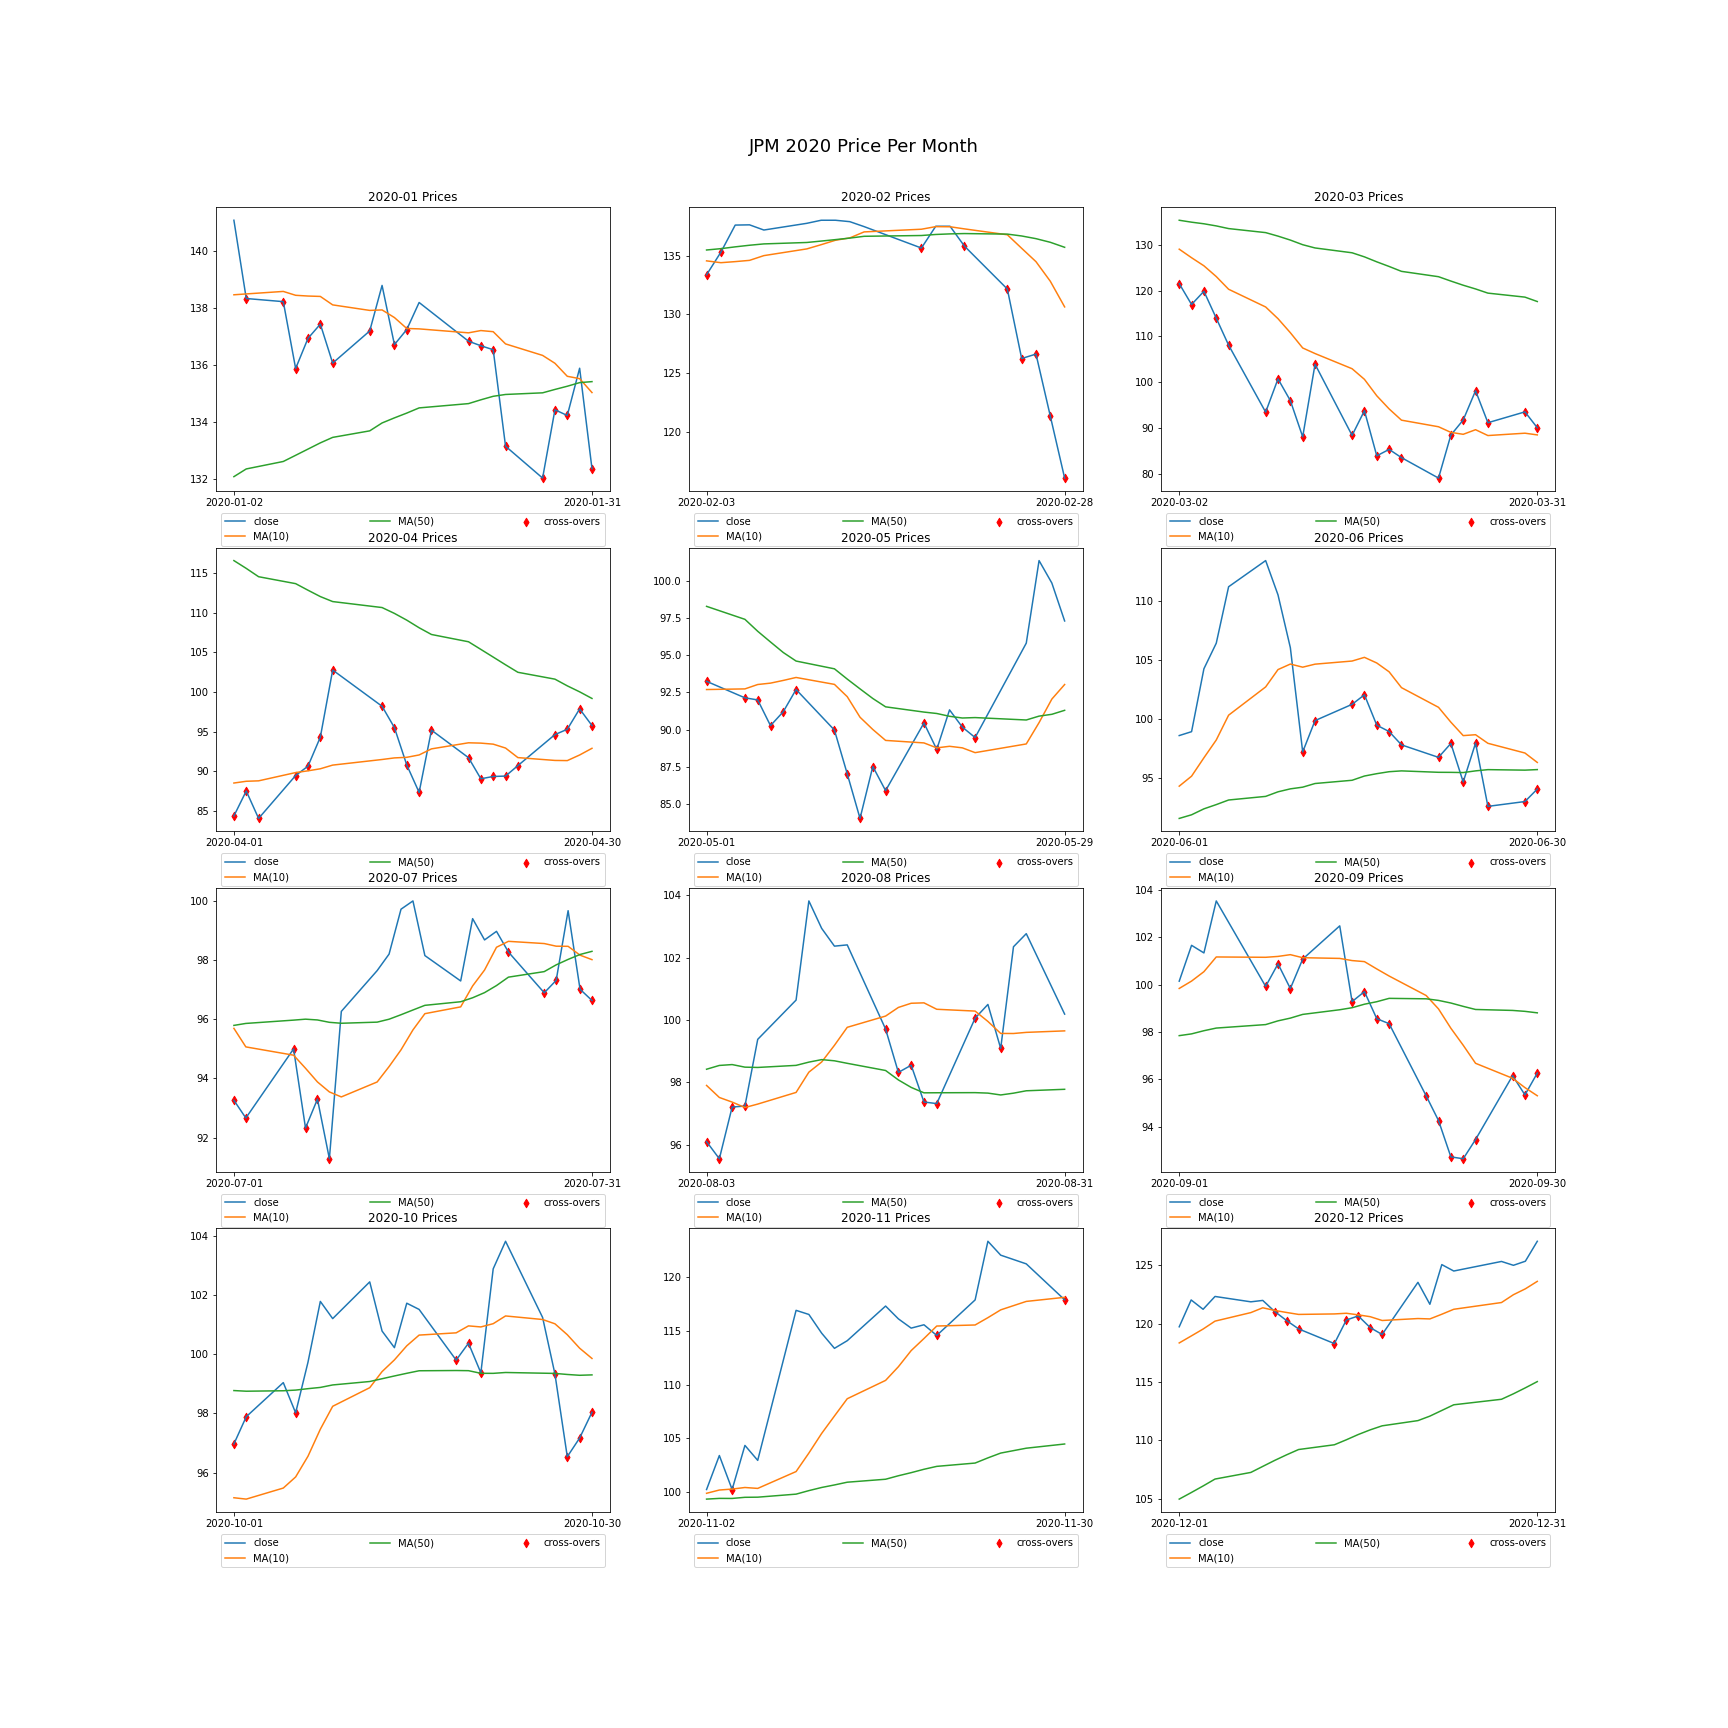 JPM 2020 Price Per Month
2020-01 Prices
140
138
136
134
132
2020-01-02 2020-01-31
close MA(50) cross-overs
MA(10)
2020-02 Prices
135
130
125
120
2020-02-03 2020-02-28
close MA(50) cross-overs
MA(10)
2020-03 Prices
130
120
110
100
90
80
2020-03-02 2020-03-31
close MA(50) cross-overs
MA(10)
2020-04 Prices
115
110
105
100
95
90
85
2020-04-01 2020-04-30
close MA(50) cross-overs
MA(10)
2020-05 Prices
100.0
97.5
95.0
92.5
90.0
87.5
85.0
2020-05-01 2020-05-29
close MA(50) cross-overs
MA(10)
2020-06 Prices
110
105
100
95
2020-06-01 2020-06-30
close MA(50) cross-overs
MA(10)
2020-07 Prices
100
98
96
94
92
2020-07-01 2020-07-31
close MA(50) cross-overs
MA(10)
2020-08 Prices
104
102
100
98
96
2020-08-03 2020-08-31
close MA(50) cross-overs
MA(10)
2020-09 Prices
104
102
100
98
96
94
2020-09-01 2020-09-30
close MA(50) cross-overs
MA(10)
2020-10 Prices
104
102
100
98
96
2020-10-01 2020-10-30
close MA(50) cross-overs
MA(10)
2020-11 Prices
120
115
110
105
100
2020-11-02 2020-11-30
close MA(50) cross-overs
MA(10)
2020-12 Prices
125
120
115
110
105
2020-12-01 2020-12-31
close MA(50) cross-overs
MA(10)